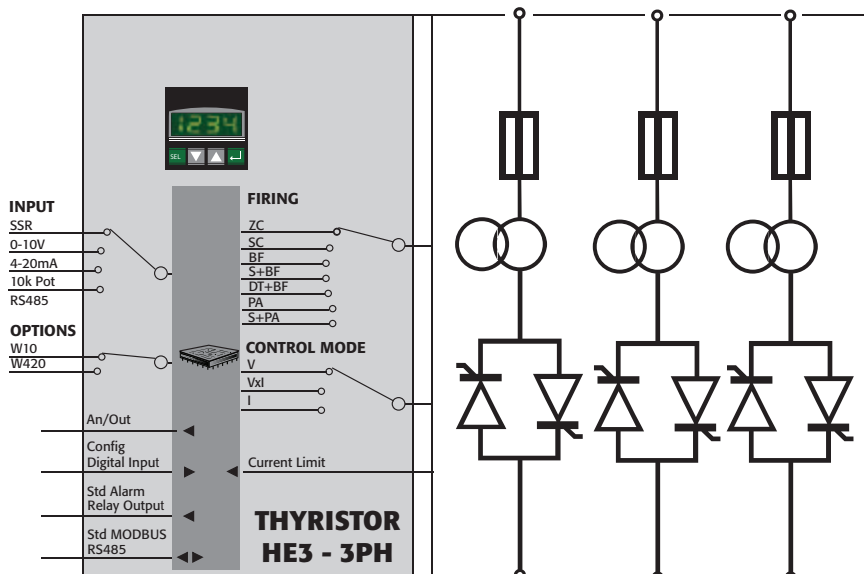 1234
SEL
INPUT
SSR
0-10V
4-20mA
10k Pot
RS485
OPTIONS
W10
W420
An/Out
Config
Digital Input
Std Alarm
Relay Output
Std MODBUS
RS485
FIRING
ZC
SC
BF
S+BF
DT+BF
PA
S+PA
CONTROL MODE
V
VxI
I
Current Limit
THYRISTOR
HE3 - 3PH